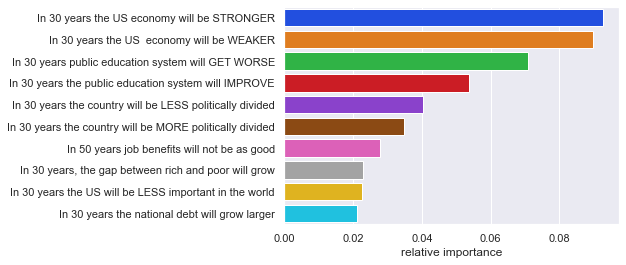 In 30 years the US economy will be STRONGER
In 30 years the US  economy will be WEAKER
In 30 years public education system will GET WORSE
In 30 years the public education system will IMPROVE
In 30 years the country will be LESS politically divided
In 30 years the country will be MORE politically divided
In 50 years job benefits will not be as good
In 30 years, the gap between rich and poor will grow
In 30 years the US will be LESS important in the world
In 30 years the national debt will grow larger
0.00 0.02 0.04 0.06 0.08
relative importance